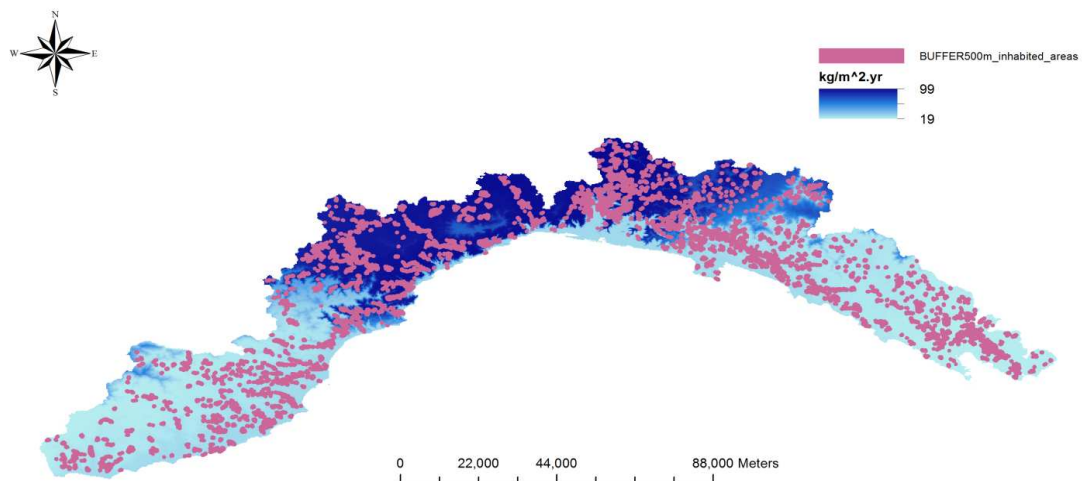 N
W E
S
BUFFER500m_inhabited_areas
kg/m^2.yr
99
19
0 22,000 44,000 88,000 Meters